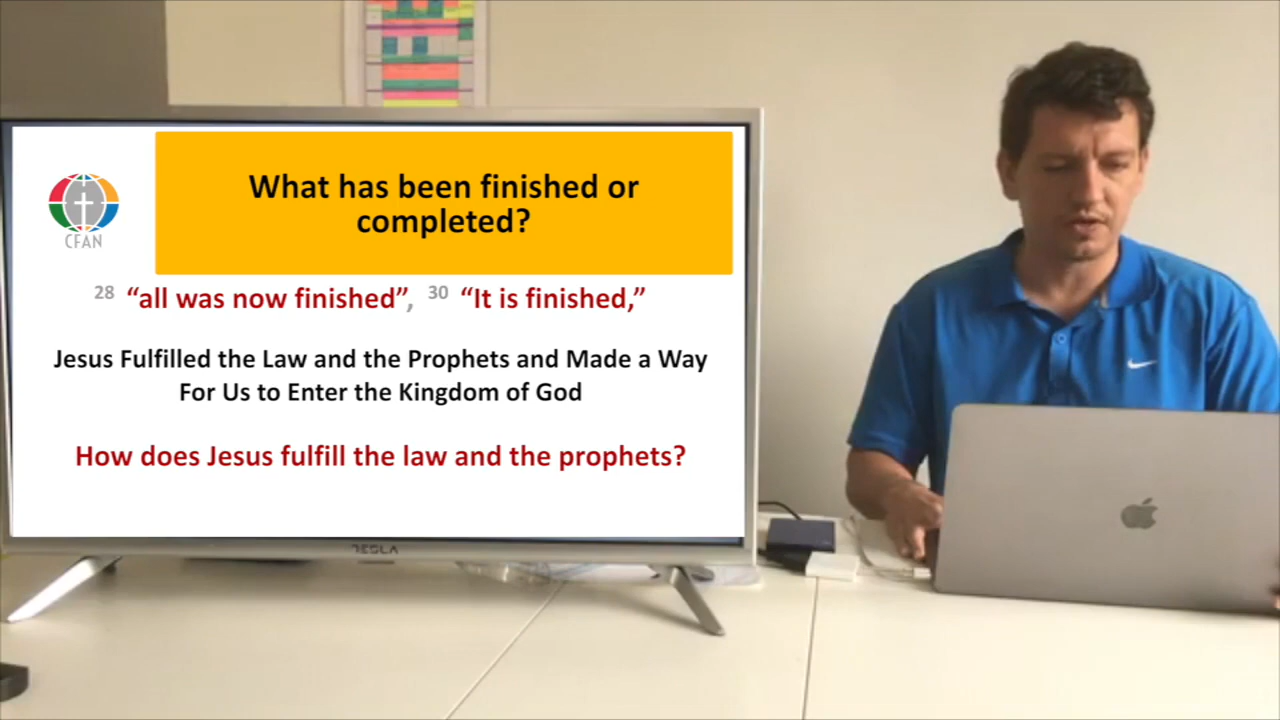 What has been finished or
completed?
CFAN
28 “all was now finished”, 30 “It is finished,”
Jesus Fulfilled the Law and the Prophets and Made a Way
For Us to Enter the Kingdom of God
How does Jesus fulfill the law and the prophets?
TESLA